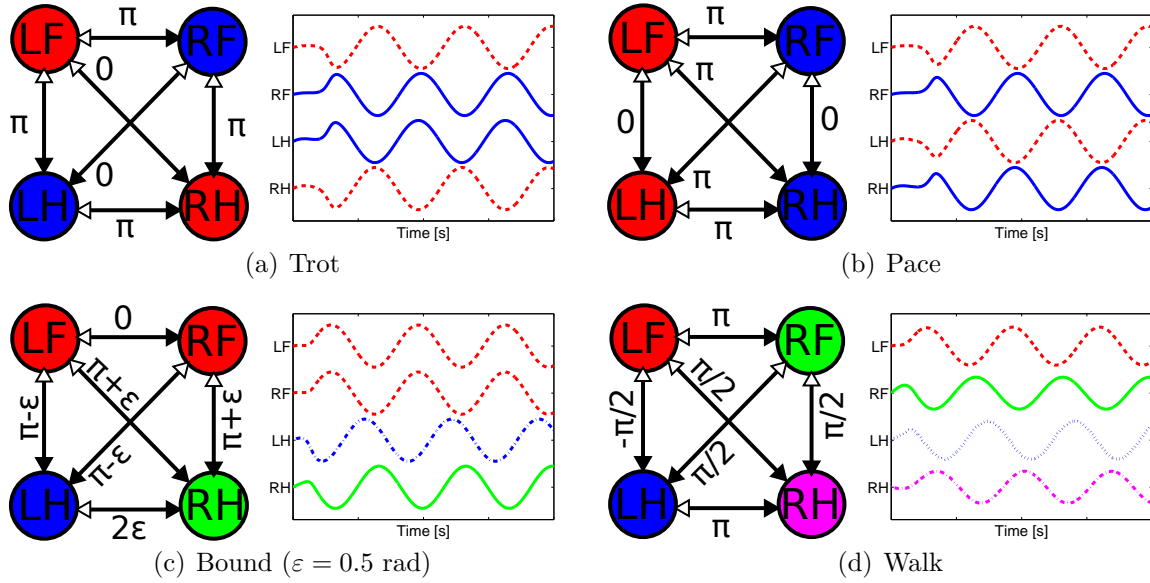 LF
π
RF
0
π
π
0
LH
π
RH
LF
RF
LH
RH
Time [s]
(a) Trot
LF
π
RF
π
0
0
π
LH
π
RH
LF
RF
LH
RH
Time [s]
(b) Pace
LF
0
RF
π+ε
π-ε
π+ε
π-ε
LH
2ε
RH
LF
RF
LH
RH
Time [s]
(c) Bound (ε = 0.5 rad)
LF
π
RF
π/2
-π/2
π/2
π/2
LH
π
RH
LF
RF
LH
RH
Time [s]
(d) Walk